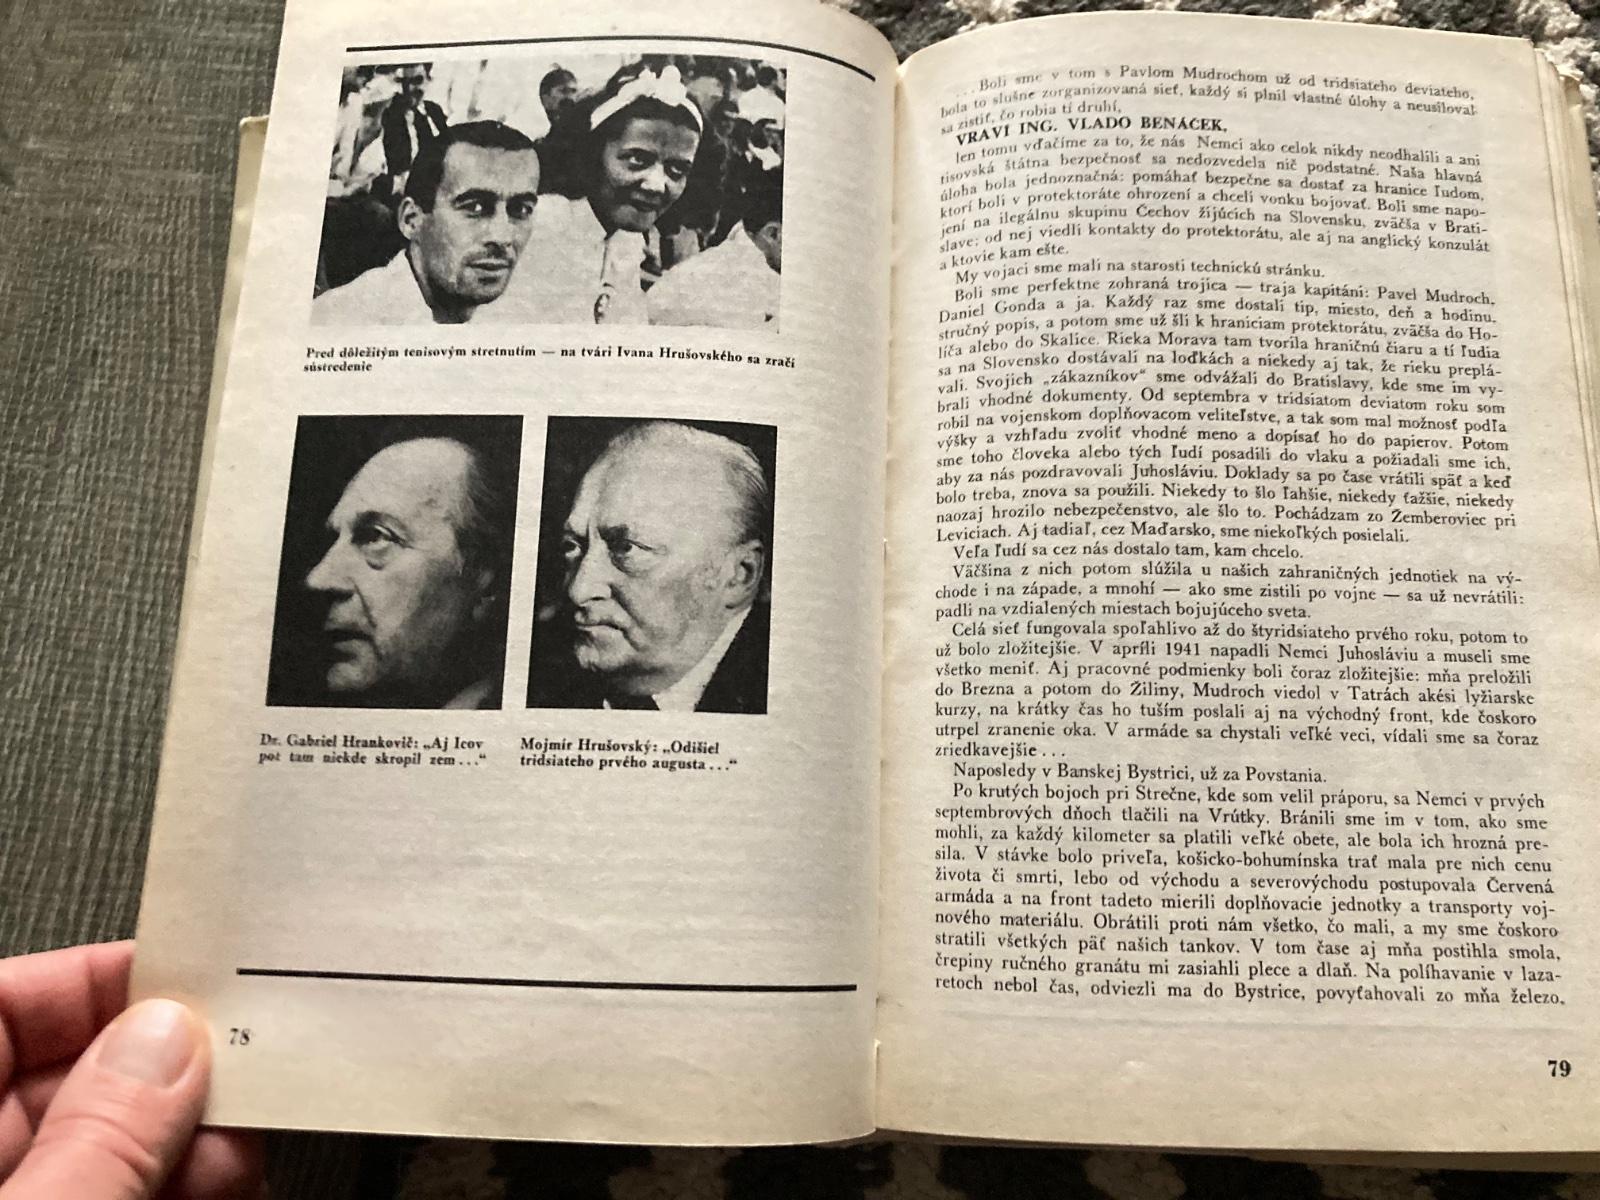 Pred dôležitým tenisovým stretnutím — na tvári Ivana Hrušovského sa zračí
sústredenie
Dr. Gabriel Hrankovič: „Aj Icov
pot tam niekde skropil zem...“
Mojmír Hrušovský: „Odišiel
tridsiateho prvého augusta...“
78
...Boli sme v tom s Pavlom Mudrochom už od tridsiateho deviateho,
bola to slušne zorganizovaná sieť, každý si plnil vlastné úlohy a neusiloval
sa zistiť, čo robia tí druhí,
VRAVÍ ING. VLADO BENÁČEK,
len tomu vďačíme za to, že nás Nemci ako celok nikdy neodhalili a ani
tisovská štátna bezpečnosť sa nedozvedela nič podstatné. Naša hlavná
úloha bola jednoznačná: pomáhať bezpečne sa dostať za hranice ľudom,
ktorí boli v protektoráte ohrození a chceli vonku bojovať. Boli sme napo-
jení na ilegálnu skupinu Čechov žijúcich na Slovensku, zväčša v Brati-
slave; od nej viedli kontakty do protektorátu, ale aj na anglický konzulát
a ktovie kam ešte.
My vojaci sme mali na starosti technickú stránku.
Boli sme perfektne zohraná trojica — traja kapitáni: Pavel Mudroch,
Daniel Gonda a ja. Každý raz sme dostali tip, miesto, deň a hodinu,
stručný popis, a potom sme už šli k hraniciam protektorátu, zväčša do Ho-
líča alebo do Skalice. Rieka Morava tam tvorila hraničnú čiaru a tí ľudia
sa na Slovensko dostávali na loďkách a niekedy aj tak, že rieku preplá-
vali. Svojich „zákazníkov“ sme odvážali do Bratislavy, kde sme im vy-
brali vhodné dokumenty. Od septembra v tridsiatom deviatom roku som
robil na vojenskom doplňovacom veliteľstve, a tak som mal možnosť podľa
výšky a vzhľadu zvoliť vhodné meno a dopísať ho do papierov. Potom
sme toho človeka alebo tých ľudí posadili do vlaku a požiadali sme ich,
aby za nás pozdravovali Juhosláviu. Doklady sa po čase vrátili späť a keď
bolo treba, znova sa použili. Niekedy to šlo ľahšie, niekedy ťažšie, niekedy
naozaj hrozilo nebezpečenstvo, ale šlo to. Pochádzam zo Žemberoviec pri
Leviciach. Aj tadiaľ, cez Maďarsko, sme niekoľkých posielali.
Veľa ľudí sa cez nás dostalo tam, kam chcelo.
Väčšina z nich potom slúžila u našich zahraničných jednotiek na vý-
chode i na západe, a mnohí — ako sme zistili po vojne — sa už nevrátili:
padli na vzdialených miestach bojujúceho sveta.
Celá sieť fungovala spoľahlivo až do štyridsiateho prvého roku, potom to
už bolo zložitejšie. V apríli 1941 napadli Nemci Juhosláviu a museli sme
všetko meniť. Aj pracovné podmienky boli čoraz zložitejšie: mňa preložili
do Brezna a potom do Žiliny, Mudroch viedol v Tatrách akési lyžiarske
kurzy, na krátky čas ho tuším poslali aj na východný front, kde čoskoro
utrpel zranenie oka. V armáde sa chystali veľké veci, vídali sme sa čoraz
zriedkavejšie...
Naposledy v Banskej Bystrici, už za Povstania.
Po krutých bojoch pri Strečne, kde som velil práporu, sa Nemci v prvých
septembrových dňoch tlačili na Vrútky. Bránili sme im v tom, ako sme
mohli, za každý kilometer sa platili veľké obete, ale bola ich hrozná pre-
sila. V stávke bolo priveľa, košicko-bohumínska trať mala pre nich cenu
života či smrti, lebo od východu a severovýchodu postupovala Červená
armáda a na front tadeto mierili doplňovacie jednotky a transporty voj-
nového materiálu. Obrátili proti nám všetko, čo mali, a my sme čoskoro
stratili všetkých päť našich tankov. V tom čase aj mňa postihla smola,
črepiny ručného granátu mi zasiahli plece a dlaň. Na políhavanie v laza-
retoch nebol čas, odviezli ma do Bystrice, povyťahovali zo mňa železo,
79